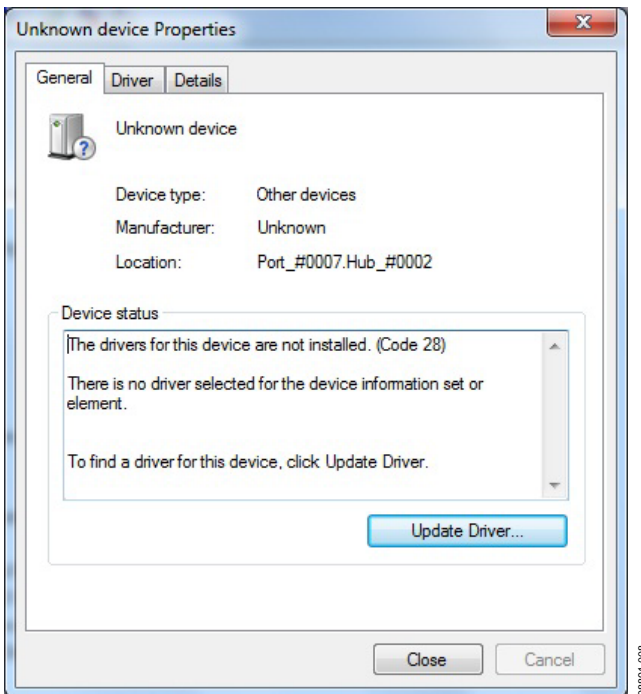 Unknown device Properties
General Driver Details
Unknown device
Device type: Other devices
Manufacturer: Unknown
Location: Port_#0007.Hub_#0002
Device status
The drivers for this device are not installed. (Code 28)
There is no driver selected for the device information set or
element.
To find a driver for this device, click Update Driver.
Update Driver...
Close Cancel